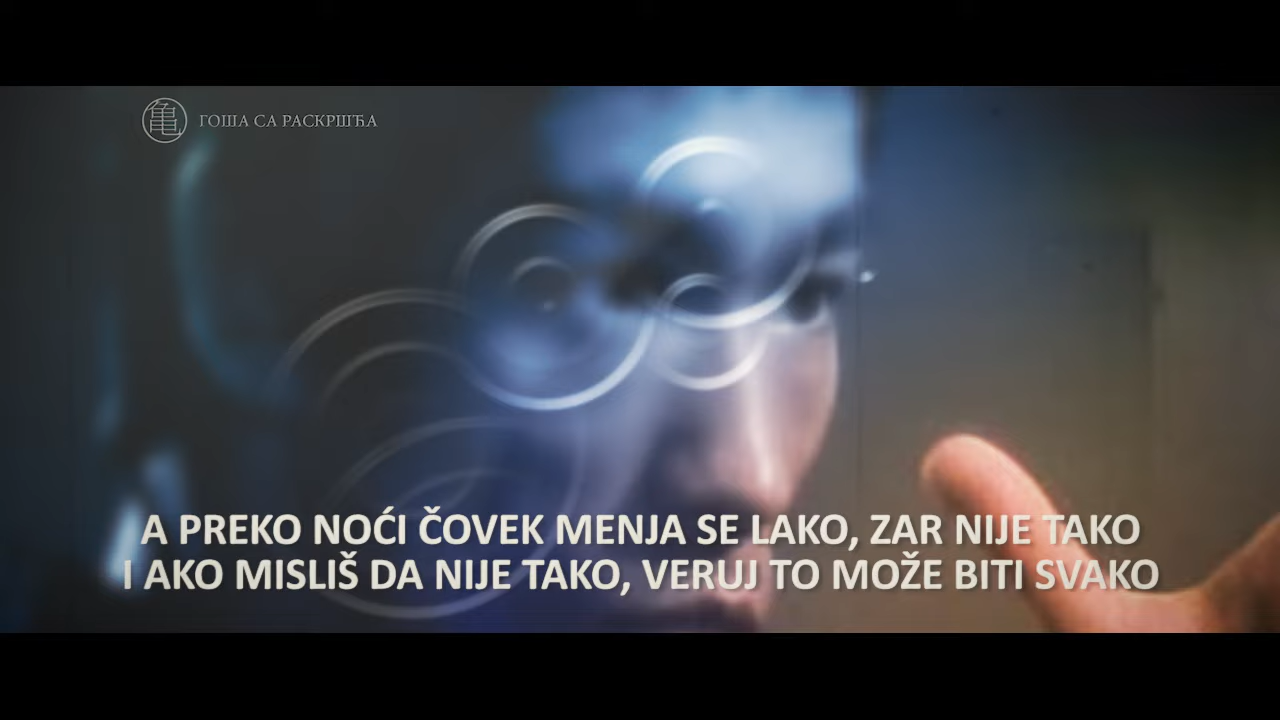 龜 ГОША СА РАСКРШЋА
A PREKO NOĆI ČOVEK MENJA SE LAKO, ZAR NIJE TAKO
I AKO MISLIŠ DA NIJE TAKO, VERUJ TO MOŽE BITI SVAKO